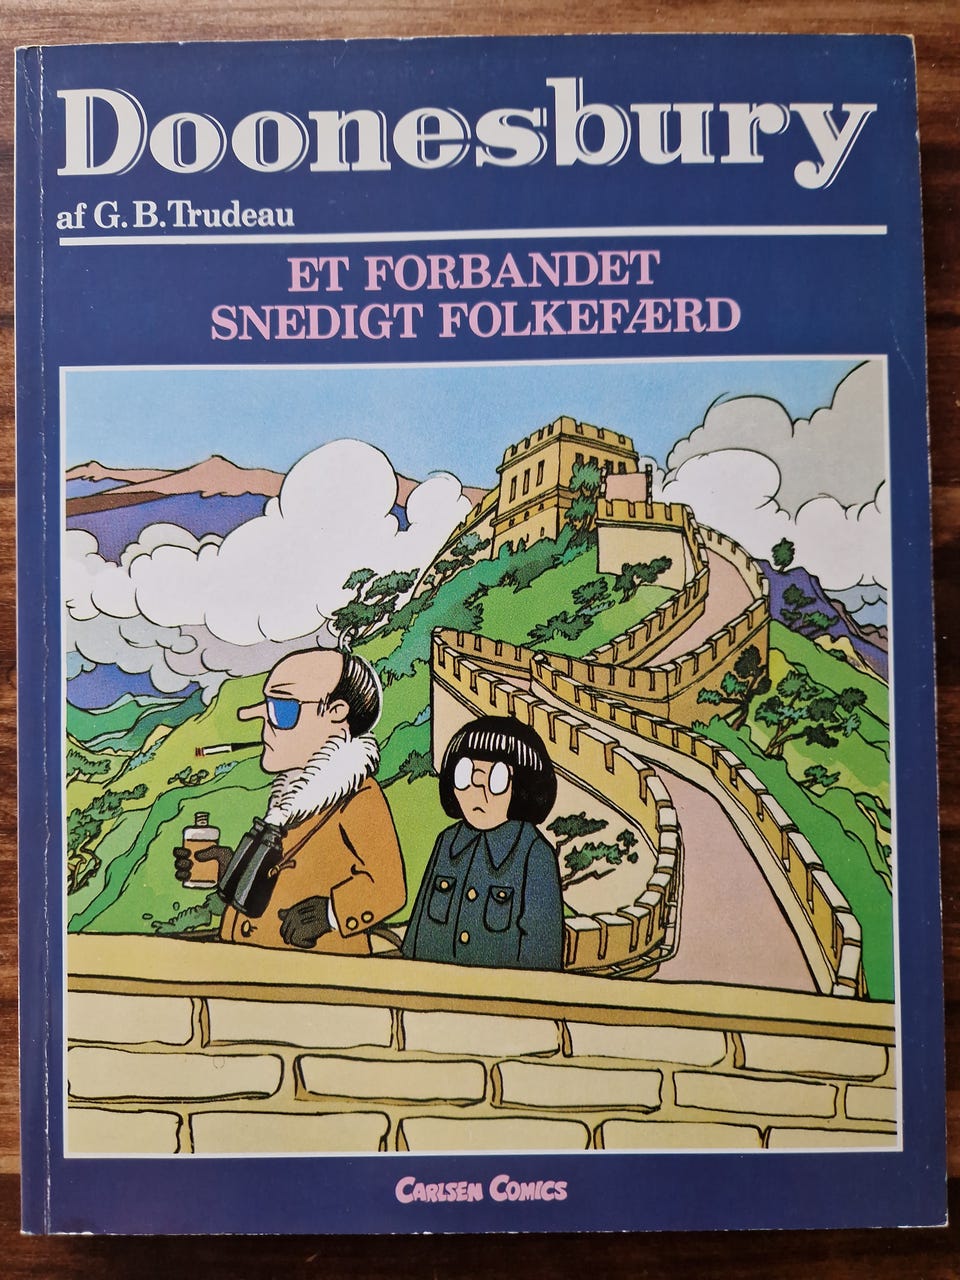 Doonesbury
af G.B. Trudeau
ET FORBANDET
SNEDIGT FOLKEFÆRD
CARLSEN COMICS